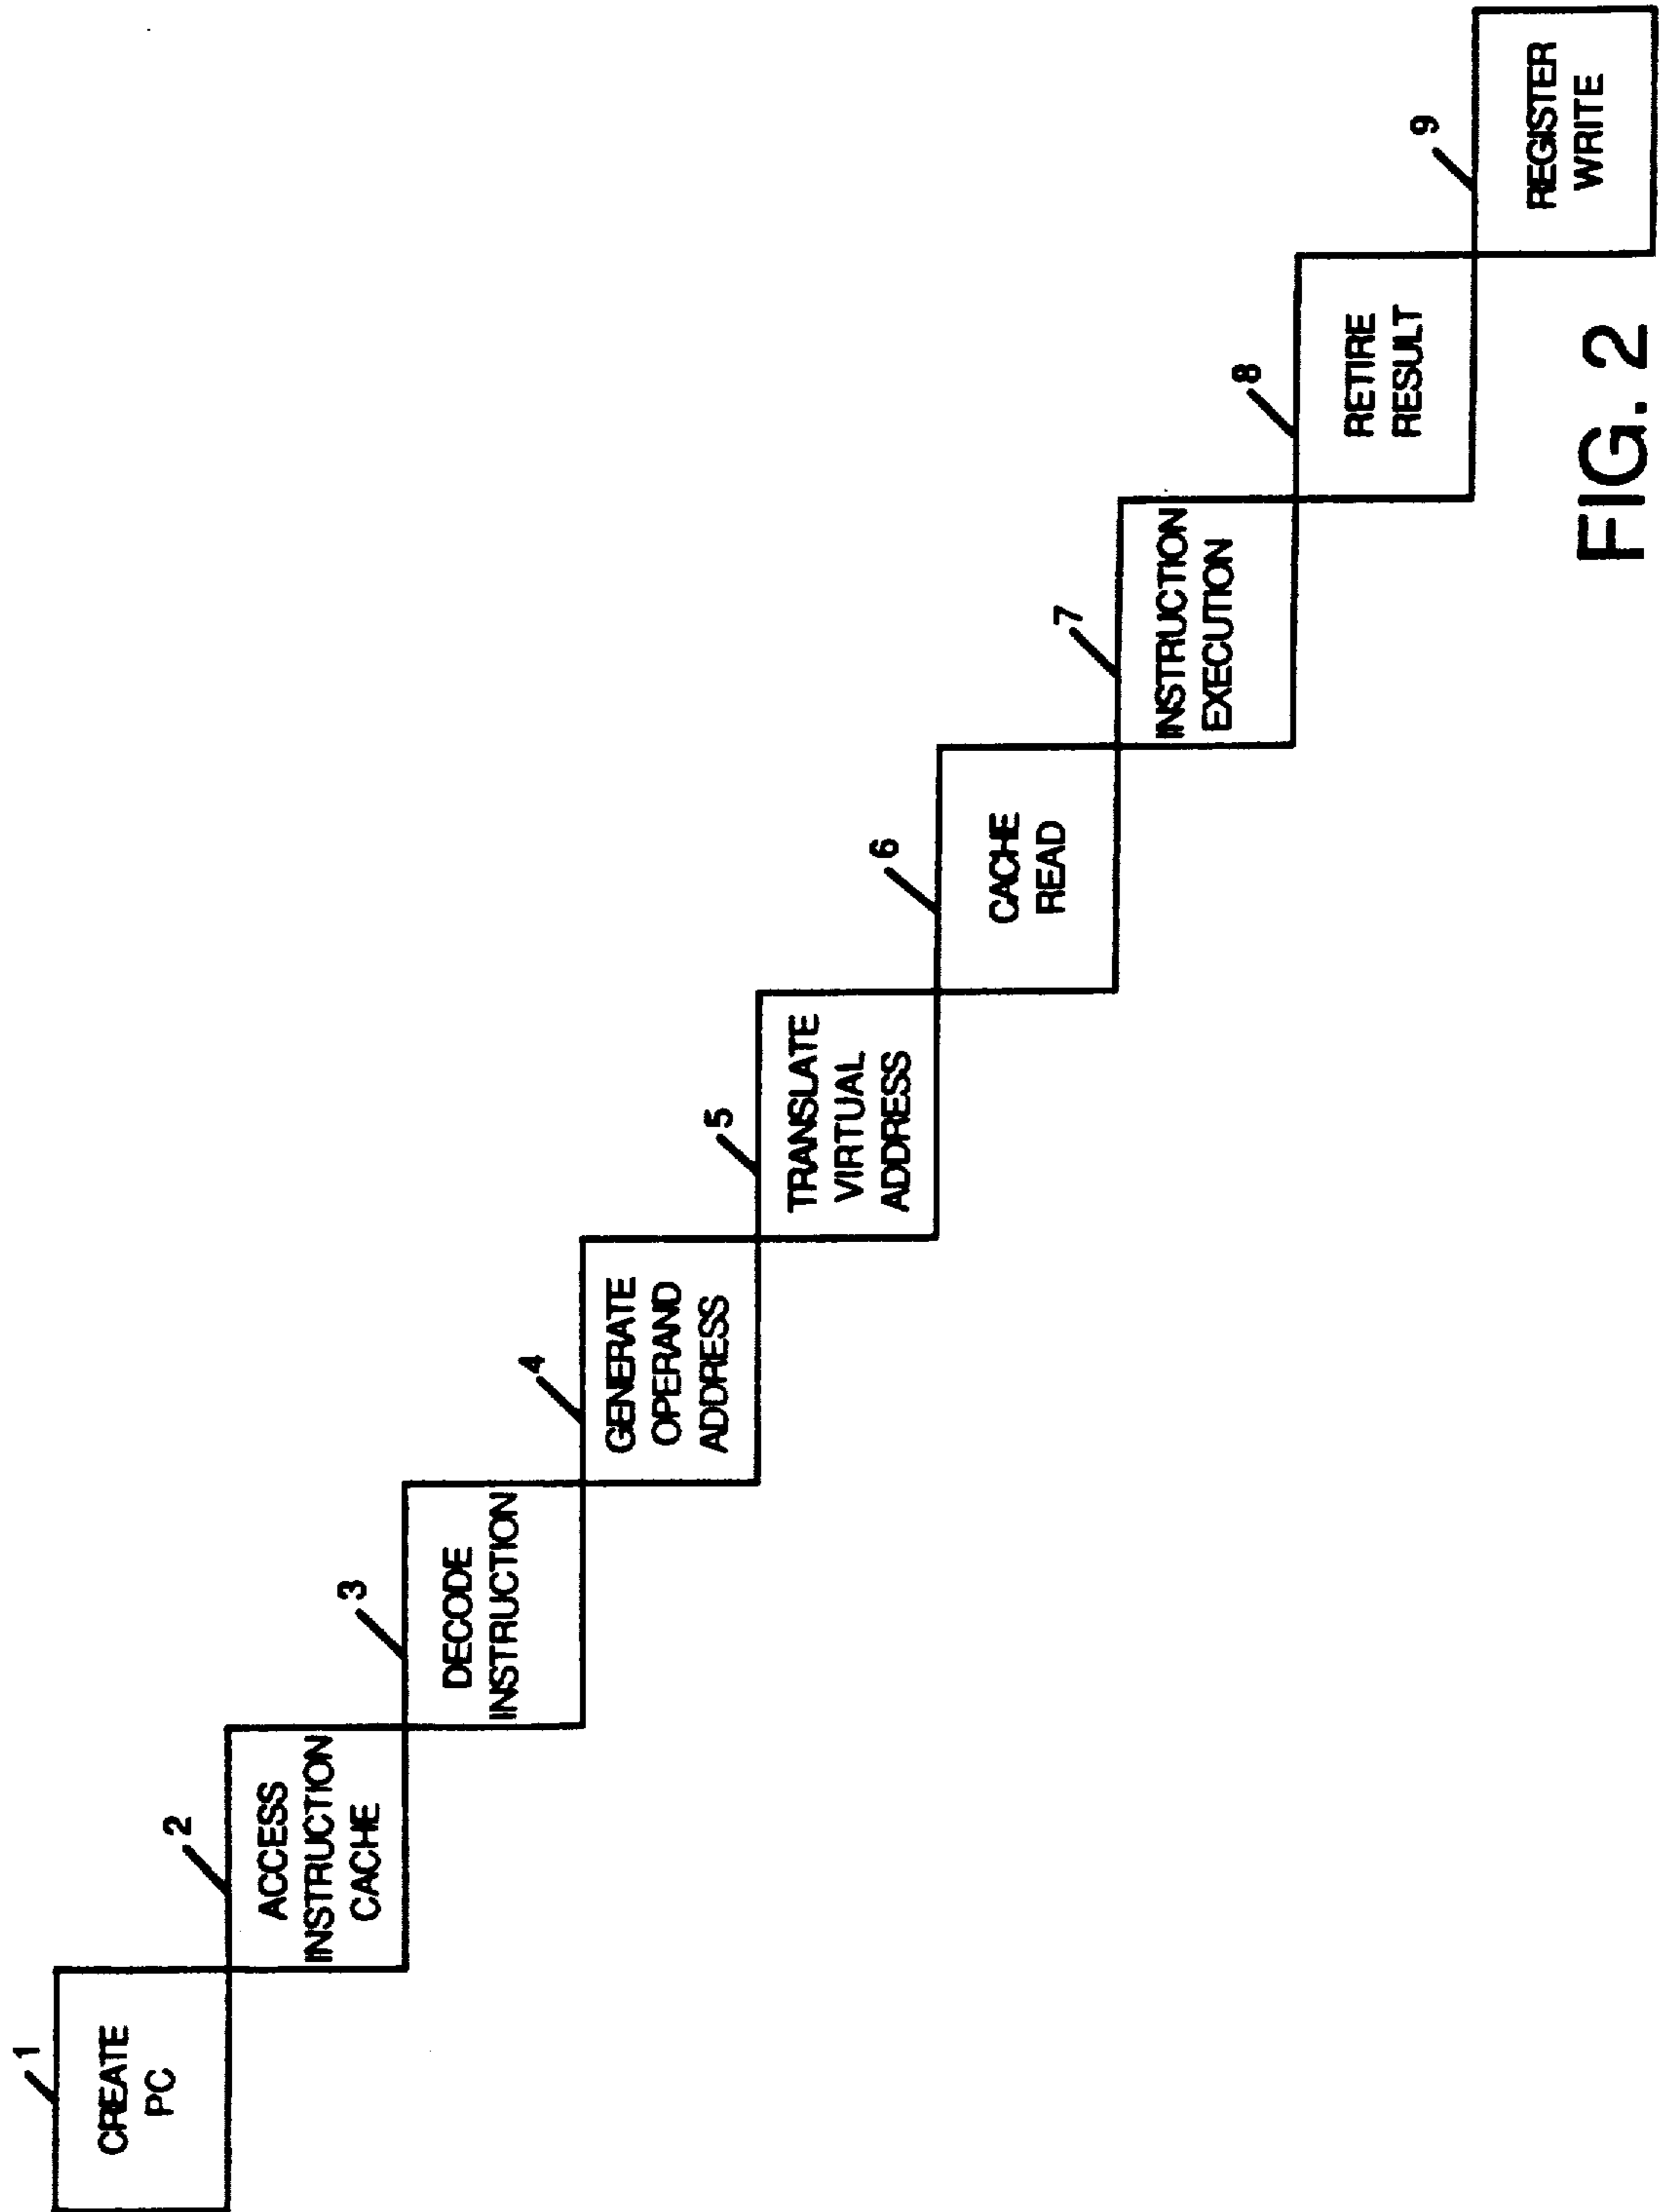 1
CREATE
PC
2
ACCESS
INSTRUCTION
CACHE
3
DECODE
INSTRUCTION
4
GENERATE
OPERAND
ADDRESS
5
TRANSLATE
VIRTUAL
ADDRESS
6
CACHE
READ
7
INSTRUCTION
EXECUTION
8
RETIRE
RESULT
9
REGISTER
WRITE
FIG. 2